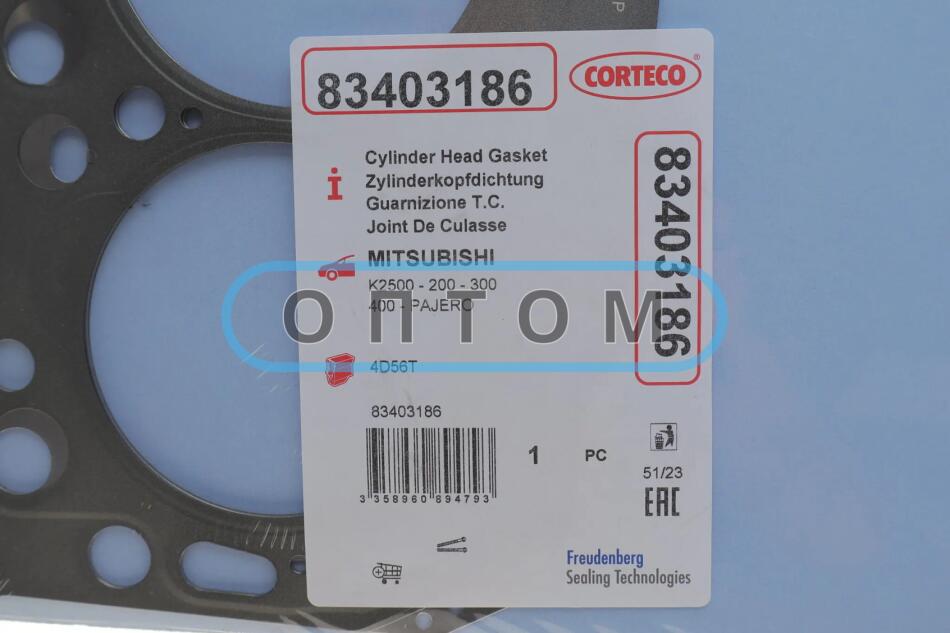 P
83403186
CORTECO®
Cylinder Head Gasket
Zylinderkopfdichtung
Guarnizione T.C.
Joint De Culasse
MITSUBISHI
K2500 - 200 - 300
400 - PAJERO
ОПТОМ
4D56T
83403186
83403186
3 358960 894793
1 PC
51/23
EAC
Freudenberg
Sealing Technologies